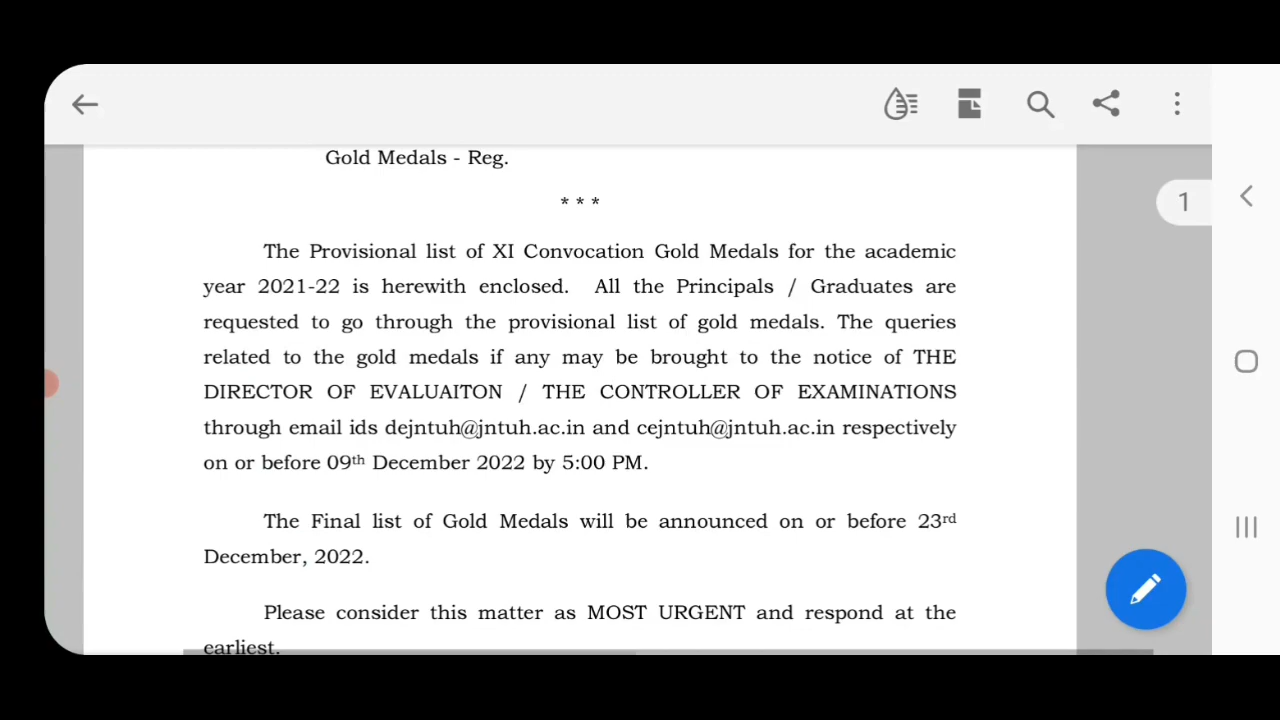 Gold Medals - Reg.
* * *
1
The Provisional list of XI Convocation Gold Medals for the academic
year 2021-22 is herewith enclosed. All the Principals / Graduates are
requested to go through the provisional list of gold medals. The queries
related to the gold medals if any may be brought to the notice of THE
DIRECTOR OF EVALUAITON / THE CONTROLLER OF EXAMINATIONS
through email ids dejntuh@jntuh.ac.in and cejntuh@jntuh.ac.in respectively
on or before 09th December 2022 by 5:00 PM.
The Final list of Gold Medals will be announced on or before 23rd
December, 2022.
Please consider this matter as MOST URGENT and respond at the
earliest.